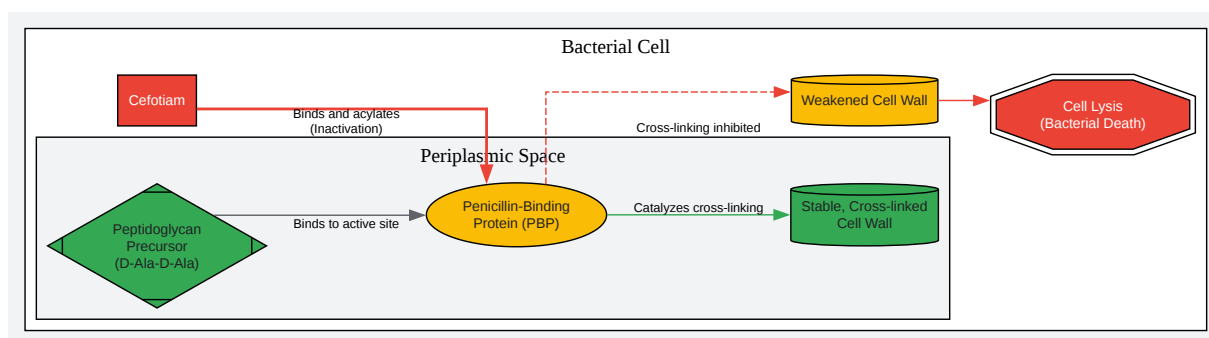 Bacterial Cell
Cefotiam
Binds and acylates
(Inactivation)
Weakened Cell Wall
Cell Lysis
(Bacterial Death)
Cross-linking inhibited
Periplasmic Space
Peptidoglycan
Precursor
(D-Ala-D-Ala)
Binds to active site
Penicillin-Binding
Protein (PBP)
Catalyzes cross-linking
Stable, Cross-linked
Cell Wall